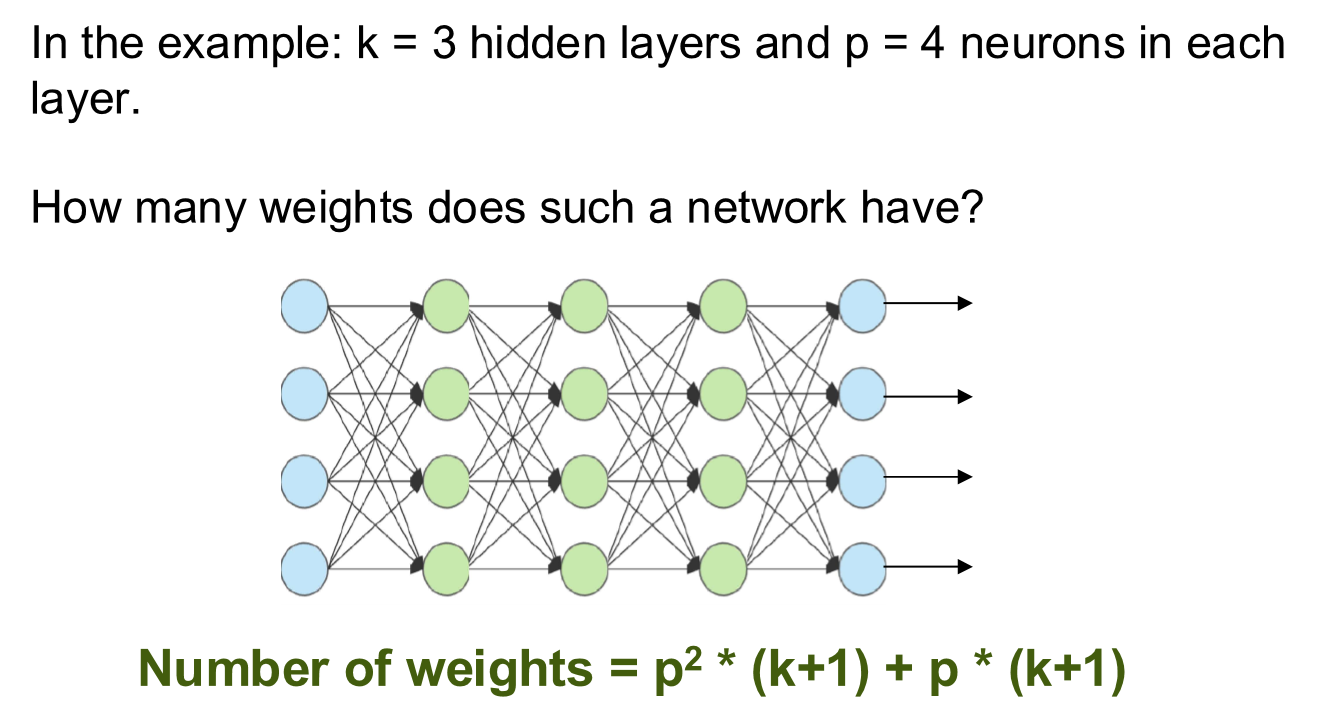 In the example: k = 3 hidden layers and p = 4 neurons in each
layer.
How many weights does such a network have?
Number of weights = p² * (k+1) + p * (k+1)